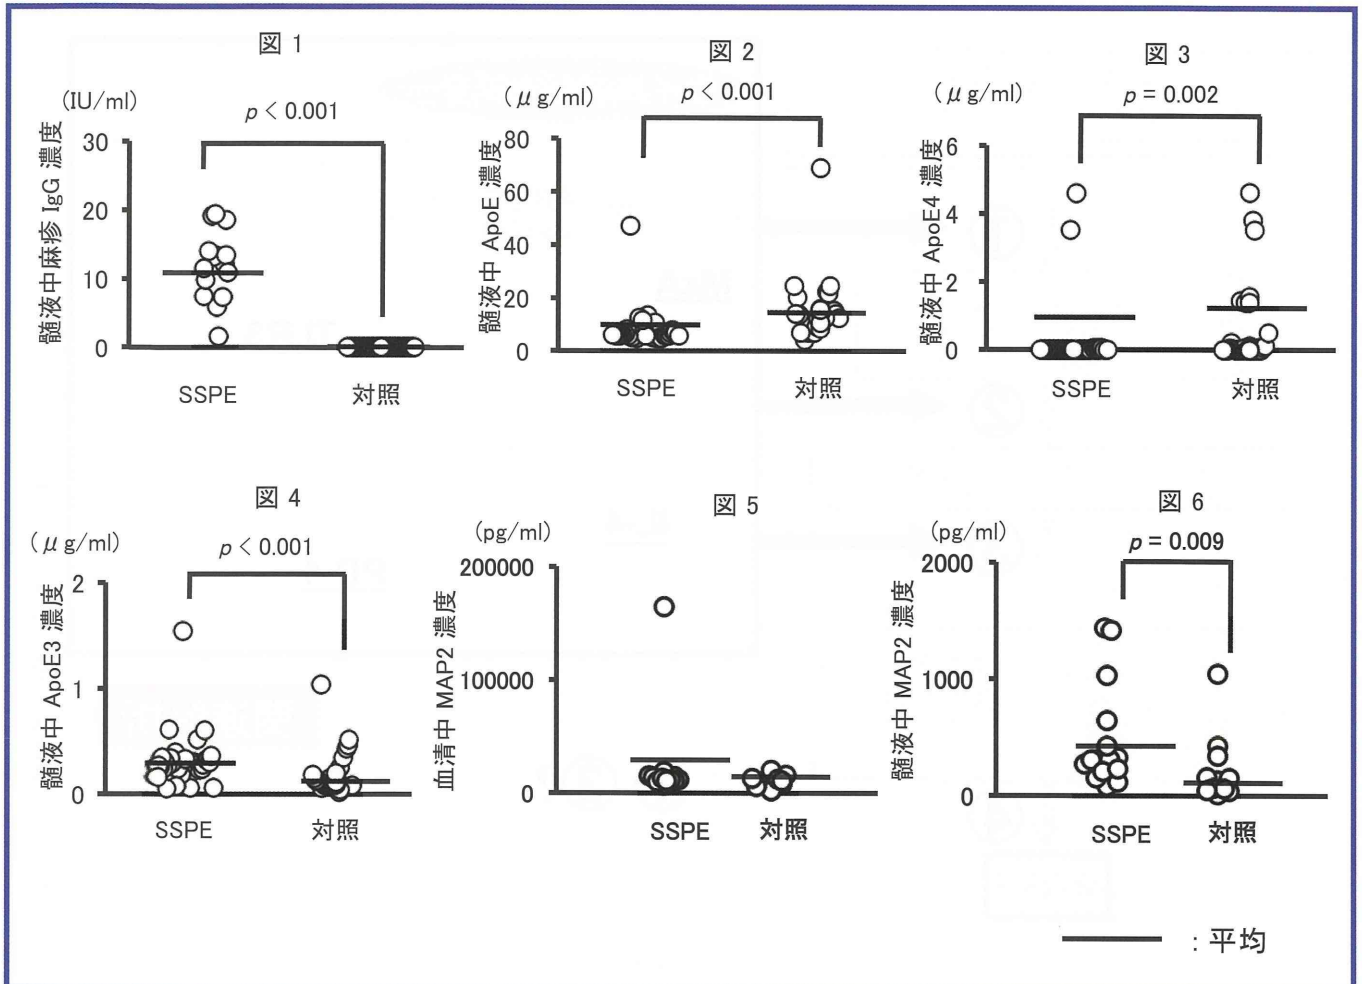 図 1
(IU/ml)
p < 0.001
髄液中麻疹 IgG 濃度
30
20
10
0
SSPE
対照
図 2
(μg/ml)
p < 0.001
髄液中 ApoE 濃度
80
60
40
20
0
SSPE
対照
図 3
(μg/ml)
p = 0.002
髄液中 ApoE4 濃度
6
4
2
0
SSPE
対照
図 4
(μg/ml)
p < 0.001
髄液中 ApoE3 濃度
2
1
0
SSPE
対照
図 5
(pg/ml)
血清中 MAP2 濃度
200000
100000
0
SSPE
対照
図 6
(pg/ml)
p = 0.009
髄液中 MAP2 濃度
2000
1000
0
SSPE
対照
: 平均